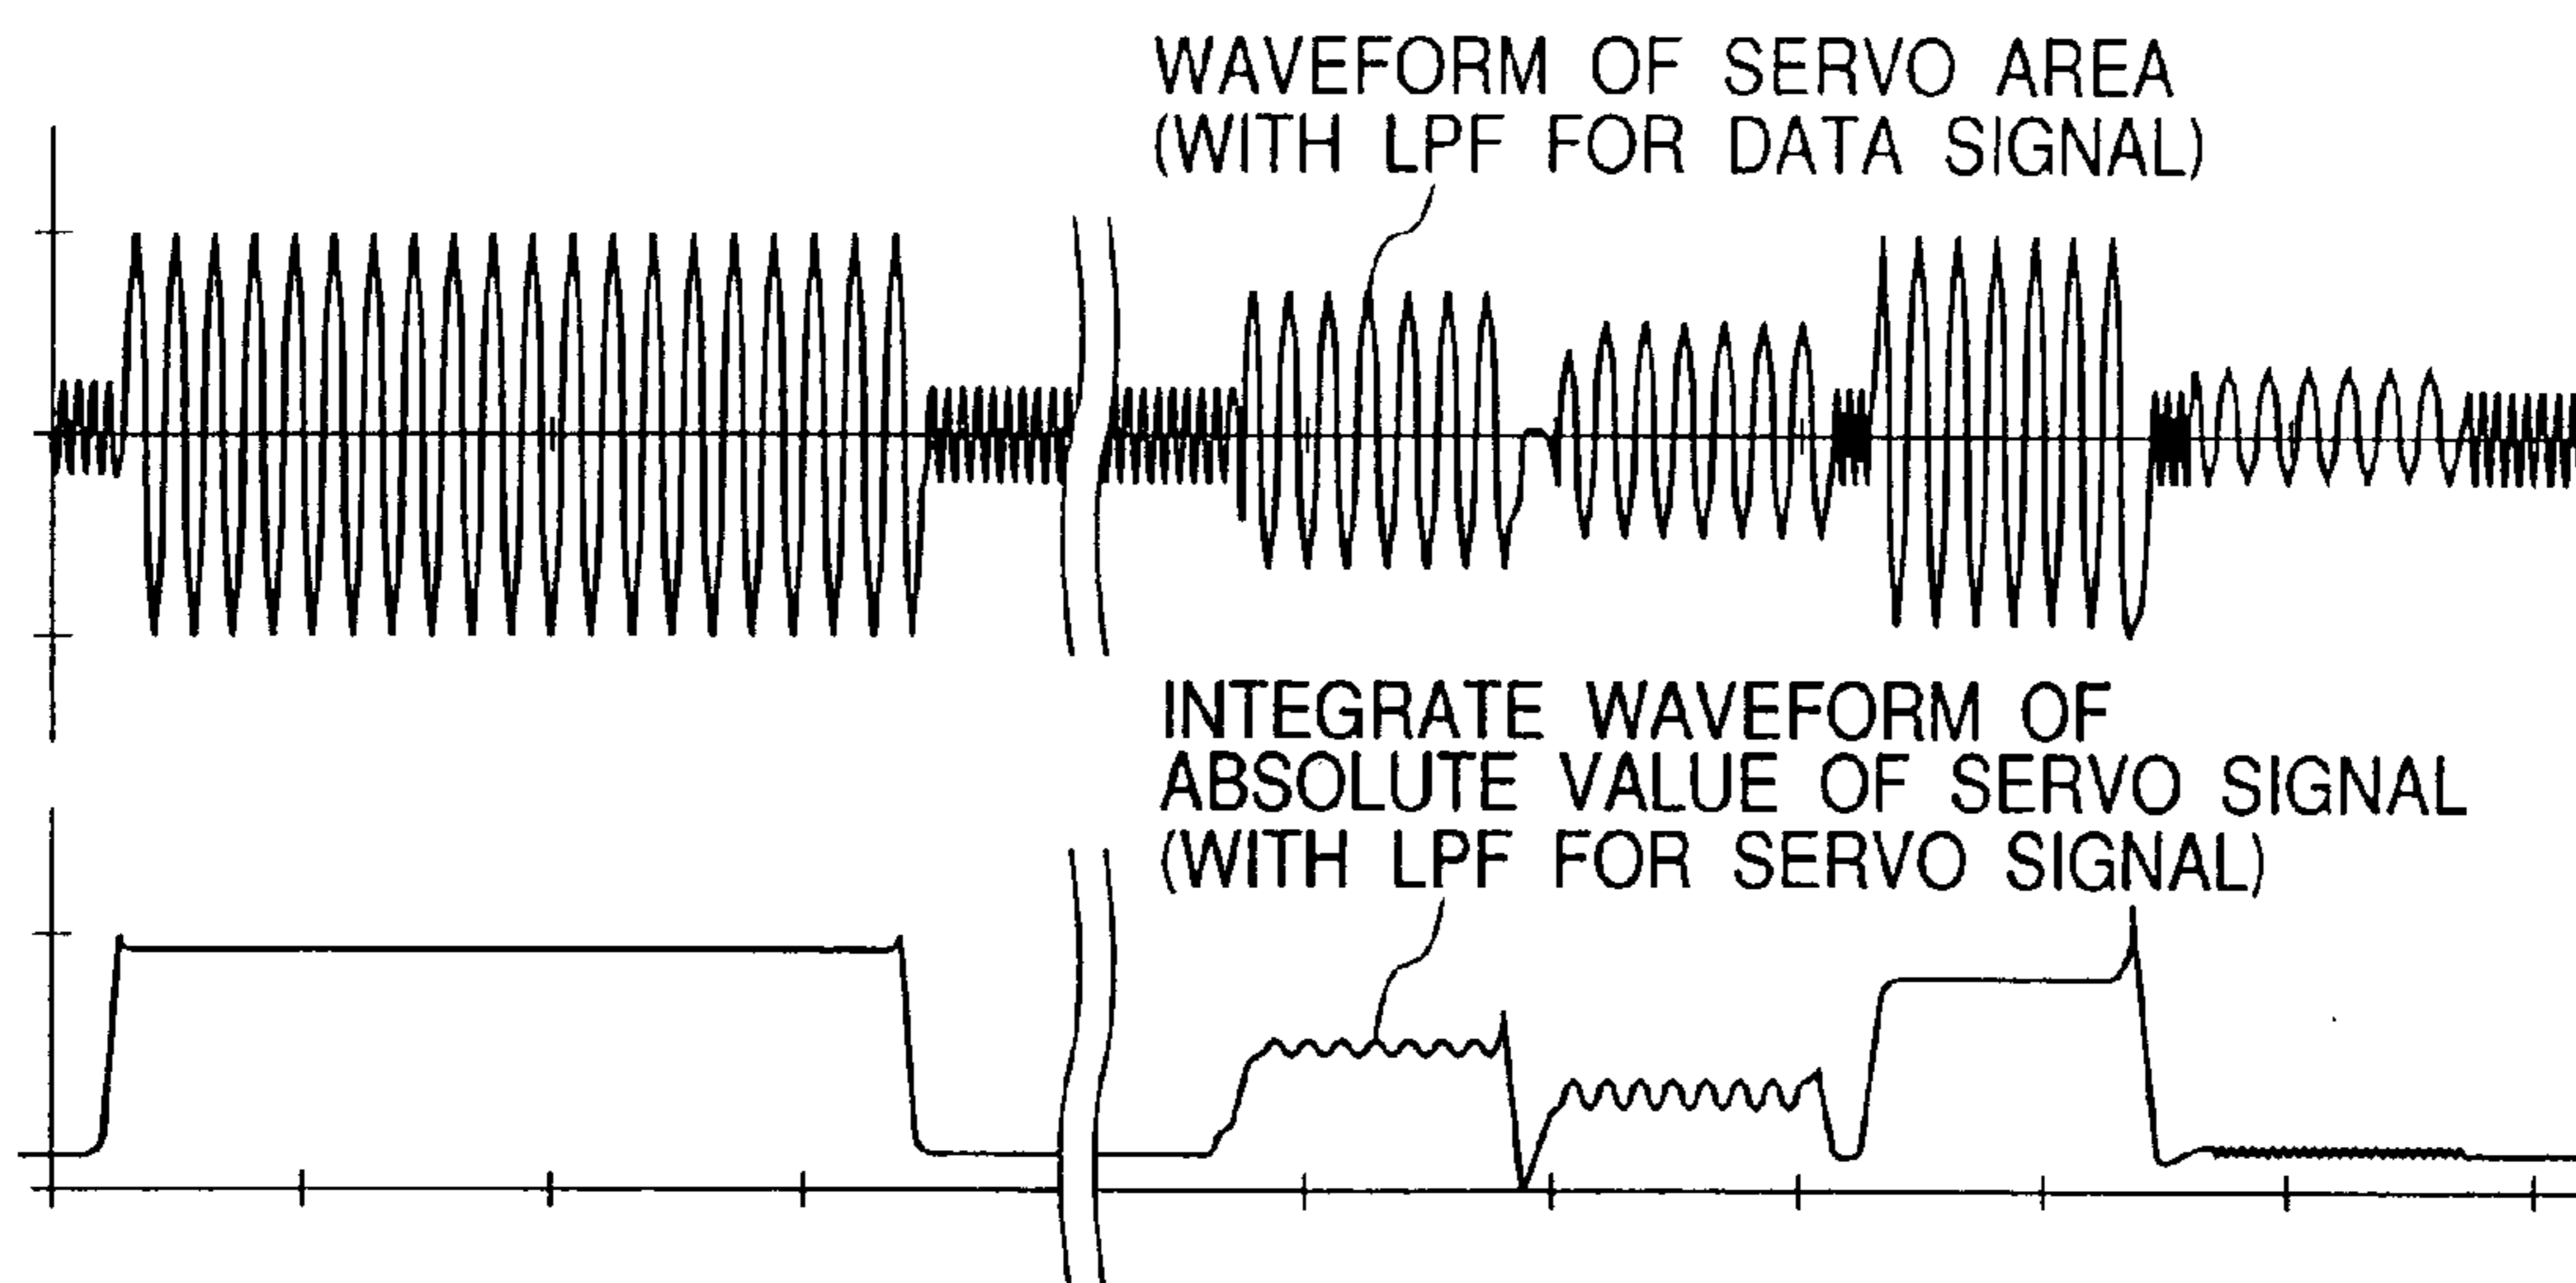 WAVEFORM OF SERVO AREA
(WITH LPF FOR DATA SIGNAL)
INTEGRATE WAVEFORM OF
ABSOLUTE VALUE OF SERVO SIGNAL
(WITH LPF FOR SERVO SIGNAL)